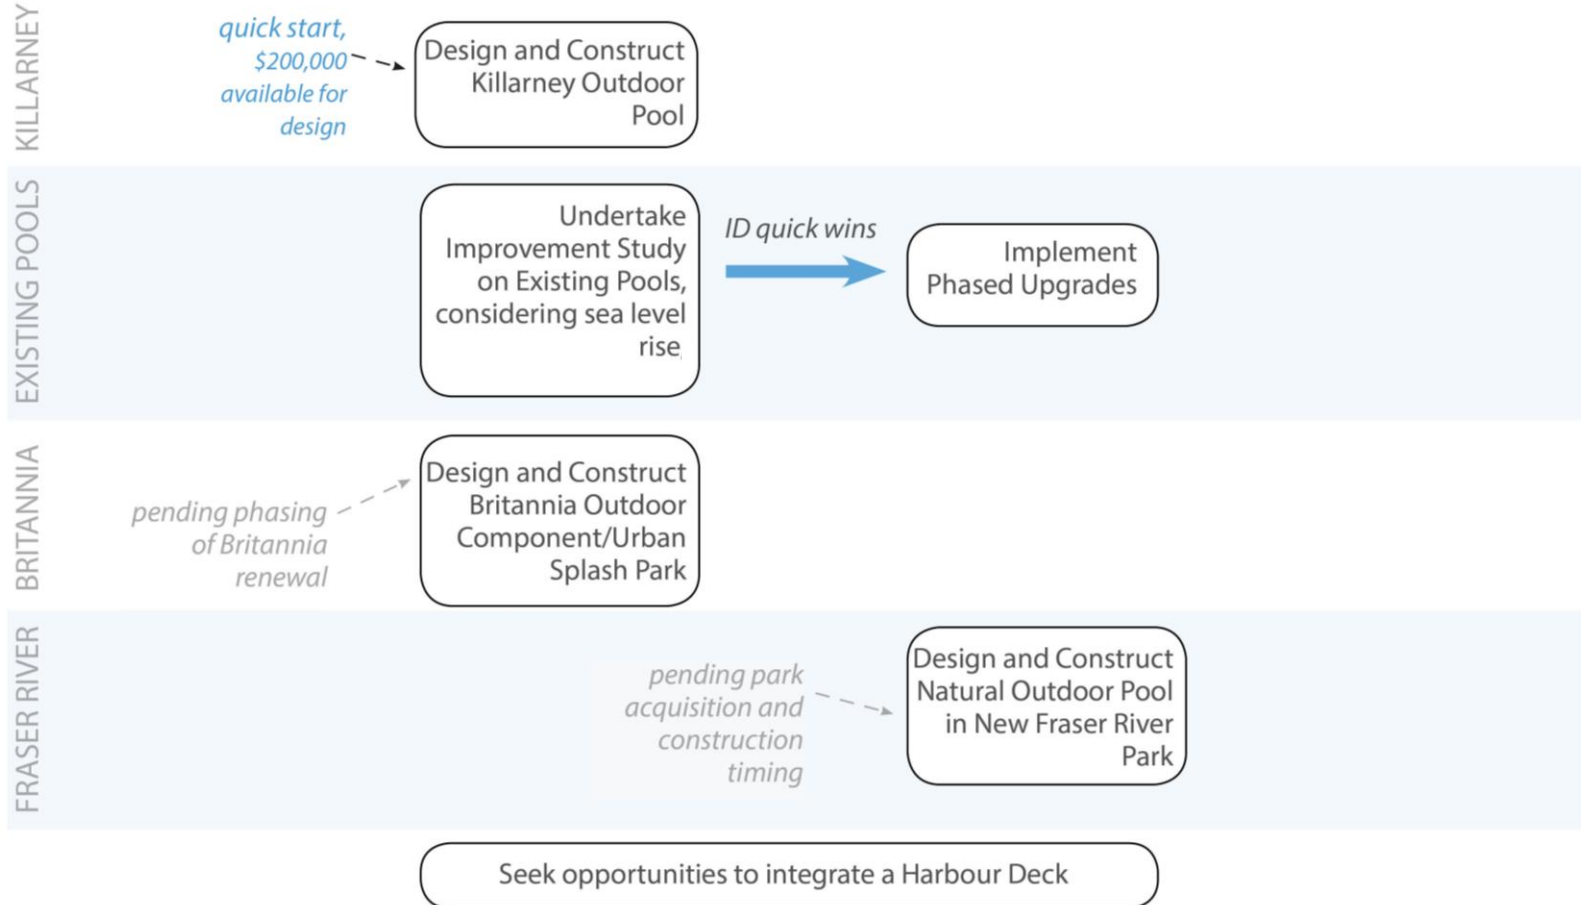 KILLARNEY
quick start,
$200,000
available for
design
Design and Construct
Killarney Outdoor
Pool
EXISTING POOLS
Undertake
Improvement Study
on Existing Pools,
considering sea level
rise
ID quick wins
Implement
Phased Upgrades
BRITANNIA
pending phasing
of Britannia
renewal
Design and Construct
Britannia Outdoor
Component/Urban
Splash Park
FRASER RIVER
pending park
acquisition and
construction
timing
Design and Construct
Natural Outdoor Pool
in New Fraser River
Park
Seek opportunities to integrate a Harbour Deck